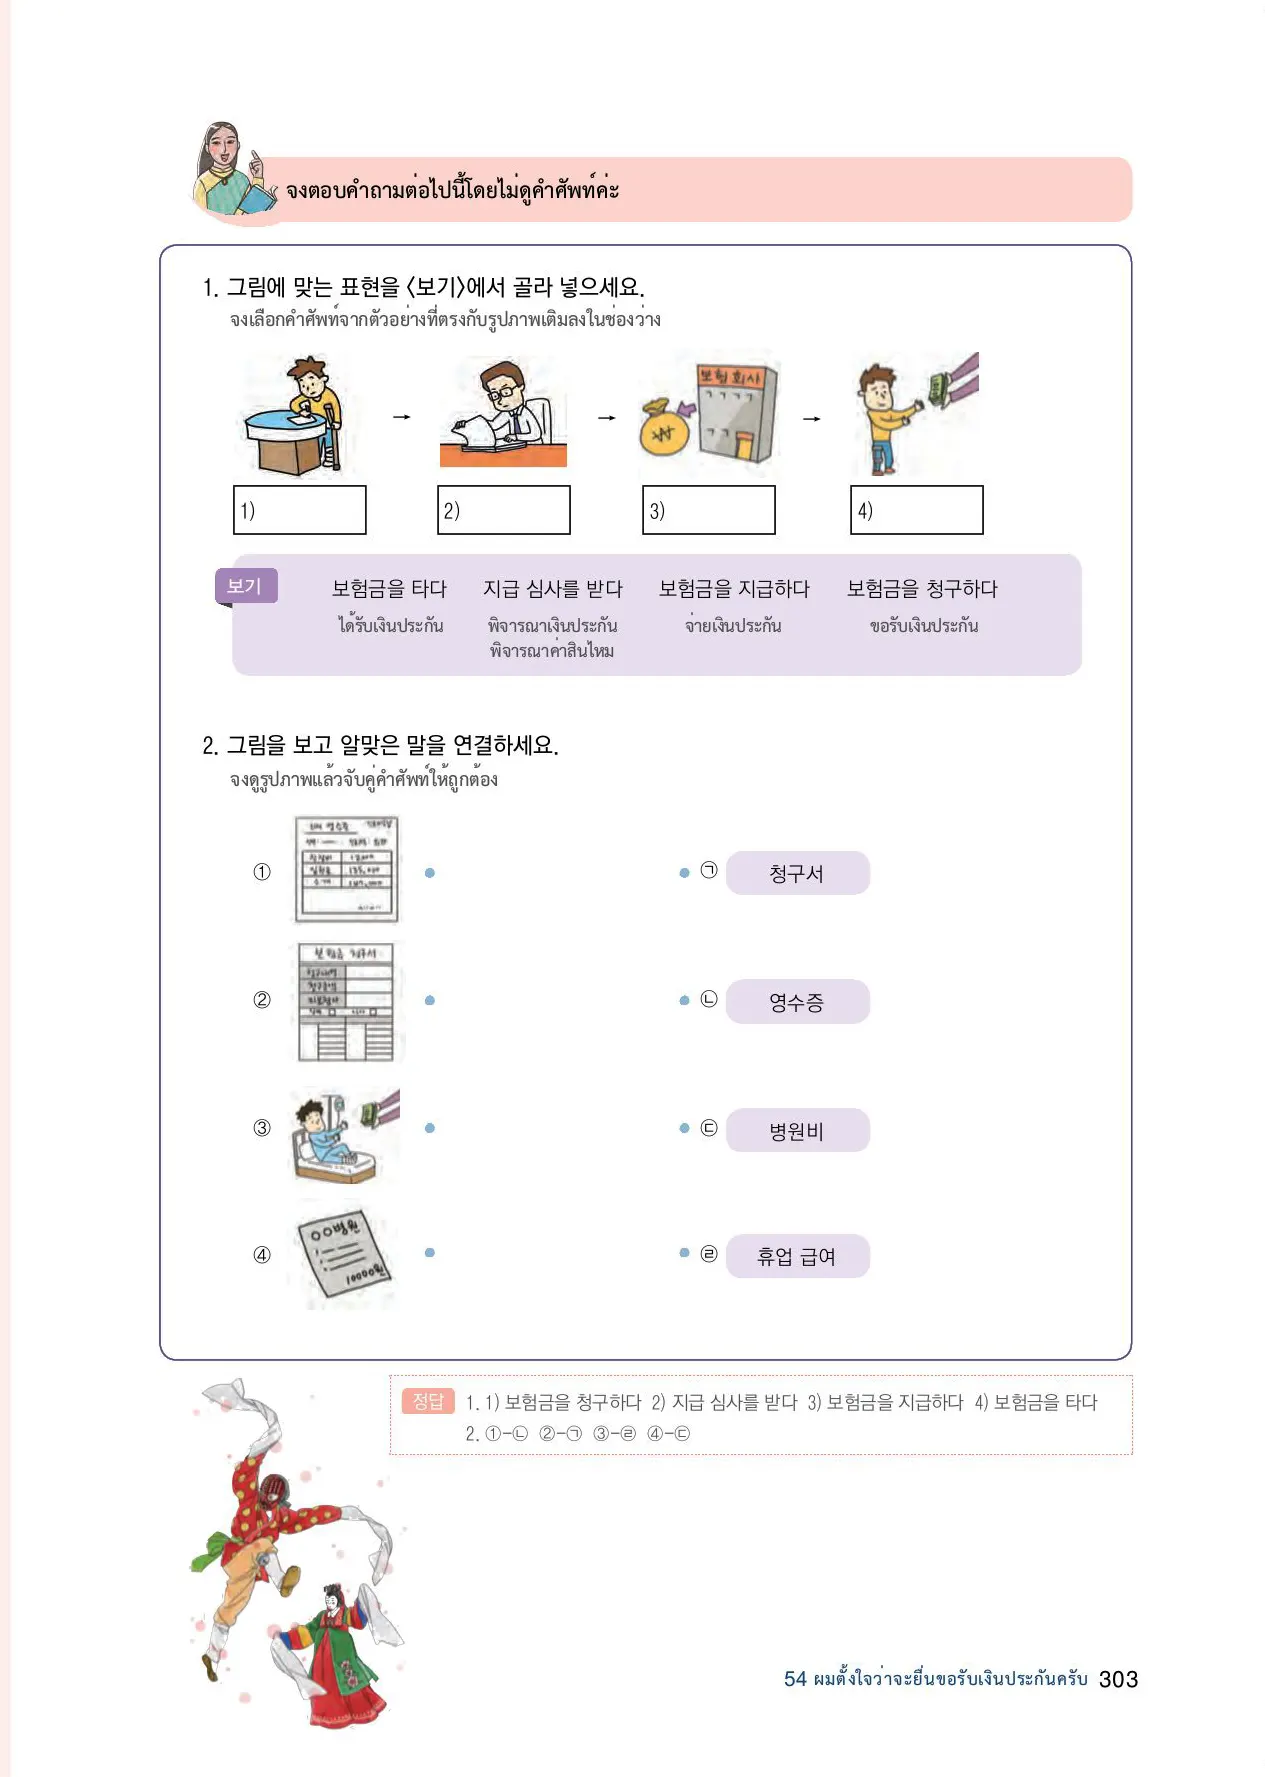 จงตอบคำถามต่อไปนี้โดยไม่ดูคำศัพท์ค่ะ
1. 그림에 맞는 표현을 〈보기〉에서 골라 넣으세요.
จงเลือกคำศัพท์จากตัวอย่างที่ตรงกับรูปภาพเติมลงในช่องว่าง
보험회사
→ → →
1) 2) 3) 4)
보기
보험금을 타다 지급 심사를 받다 보험금을 지급하다 보험금을 청구하다
ได้รับเงินประกัน พิจารณาเงินประกัน จ่ายเงินประกัน ขอรับเงินประกัน
พิจารณาค่าสินไหม
2. 그림을 보고 알맞은 말을 연결하세요.
จงดูรูปภาพแล้วจับคู่คำศัพท์ให้ถูกต้อง
영수증
① • • ㉠ 청구서
보험금 청구서
② • • ㉡ 영수증
③ • • ㉢ 병원비
○○병원
10000원
④ • • ㉣ 휴업 급여
정답 1. 1) 보험금을 청구하다 2) 지급 심사를 받다 3) 보험금을 지급하다 4) 보험금을 타다
2. ①-㉡ ②-㉠ ③-㉣ ④-㉢
54 ผมตั้งใจว่าจะยื่นขอรับเงินประกันครับ 303